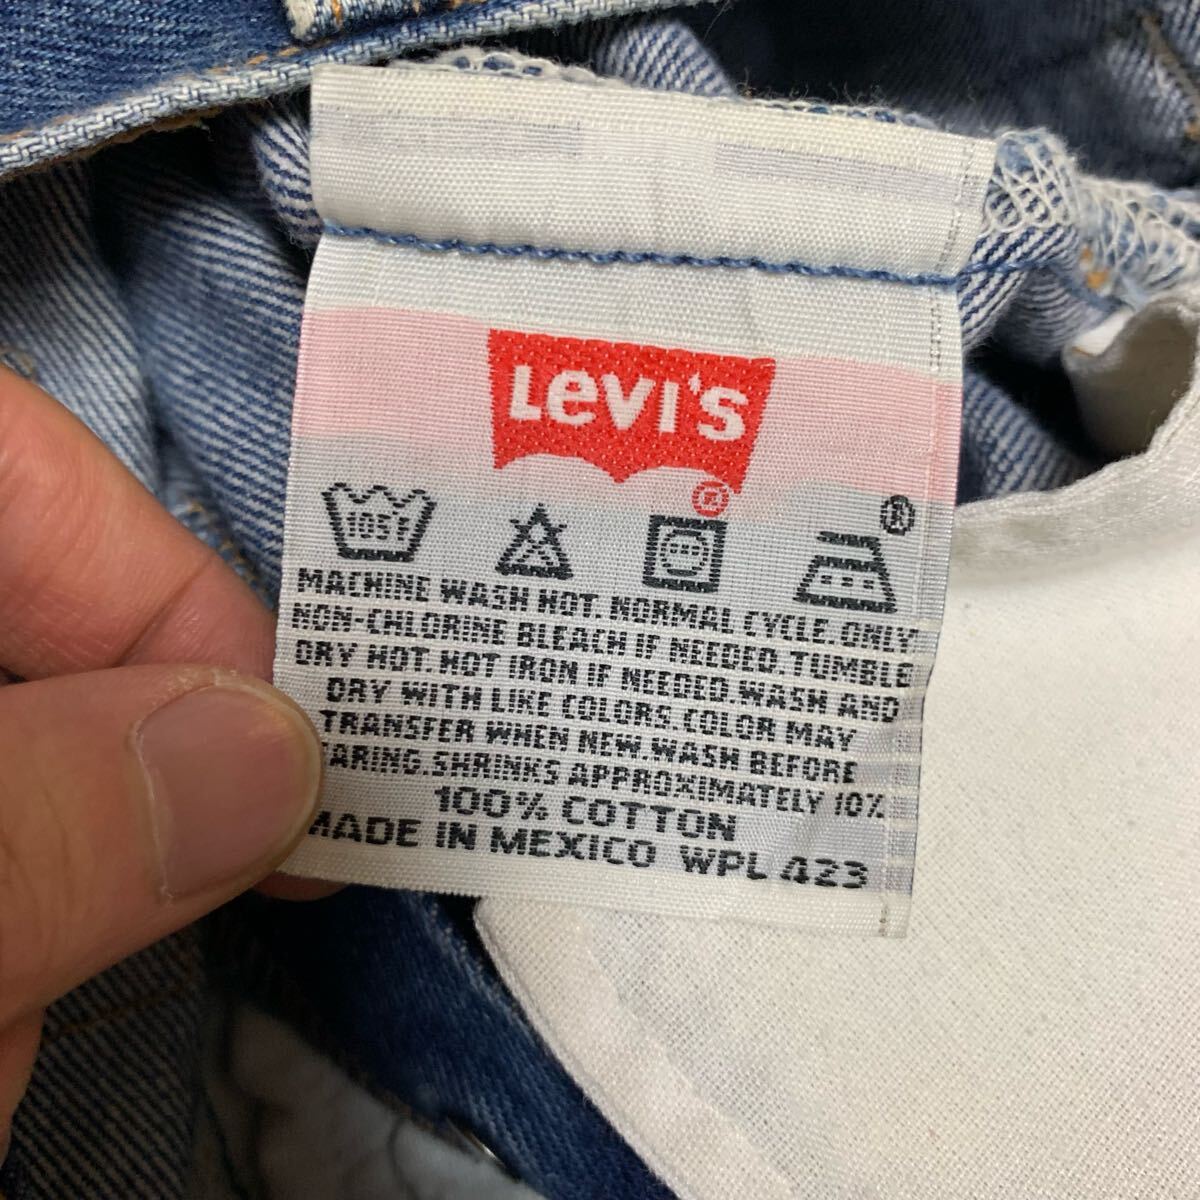 LEVI'S
®
105F
®
MACHINE WASH HOT. NORMAL CYCLE. ONLY
NON-CHLORINE BLEACH IF NEEDED. TUMBLE
DRY HOT. HOT IRON IF NEEDED. WASH AND
DRY WITH LIKE COLORS. COLOR MAY
TRANSFER WHEN NEW. WASH BEFORE
EARING. SHRINKS APPROXIMATELY 10%
100% COTTON
MADE IN MEXICO WPL 423